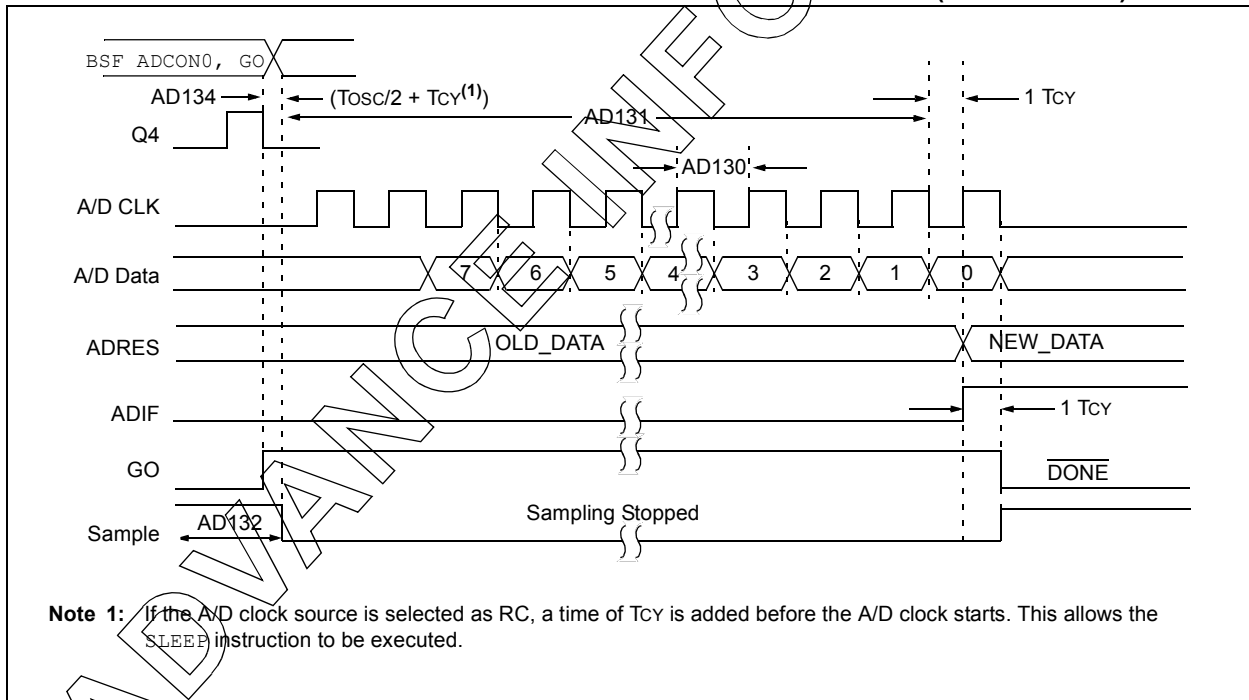 BSF ADCON0, GO
AD134
(TOSC/2 + TCY(1))
1 TCY
AD131
Q4
AD130
A/D CLK
A/D Data
7 6 5 4 3 2 1 0
ADRES
OLD_DATA
NEW_DATA
ADIF
1 TCY
GO
DONE
Sample
AD132
Sampling Stopped
Note 1: If the A/D clock source is selected as RC, a time of TCY is added before the A/D clock starts. This allows the
SLEEP instruction to be executed.
ADVANCE INFO